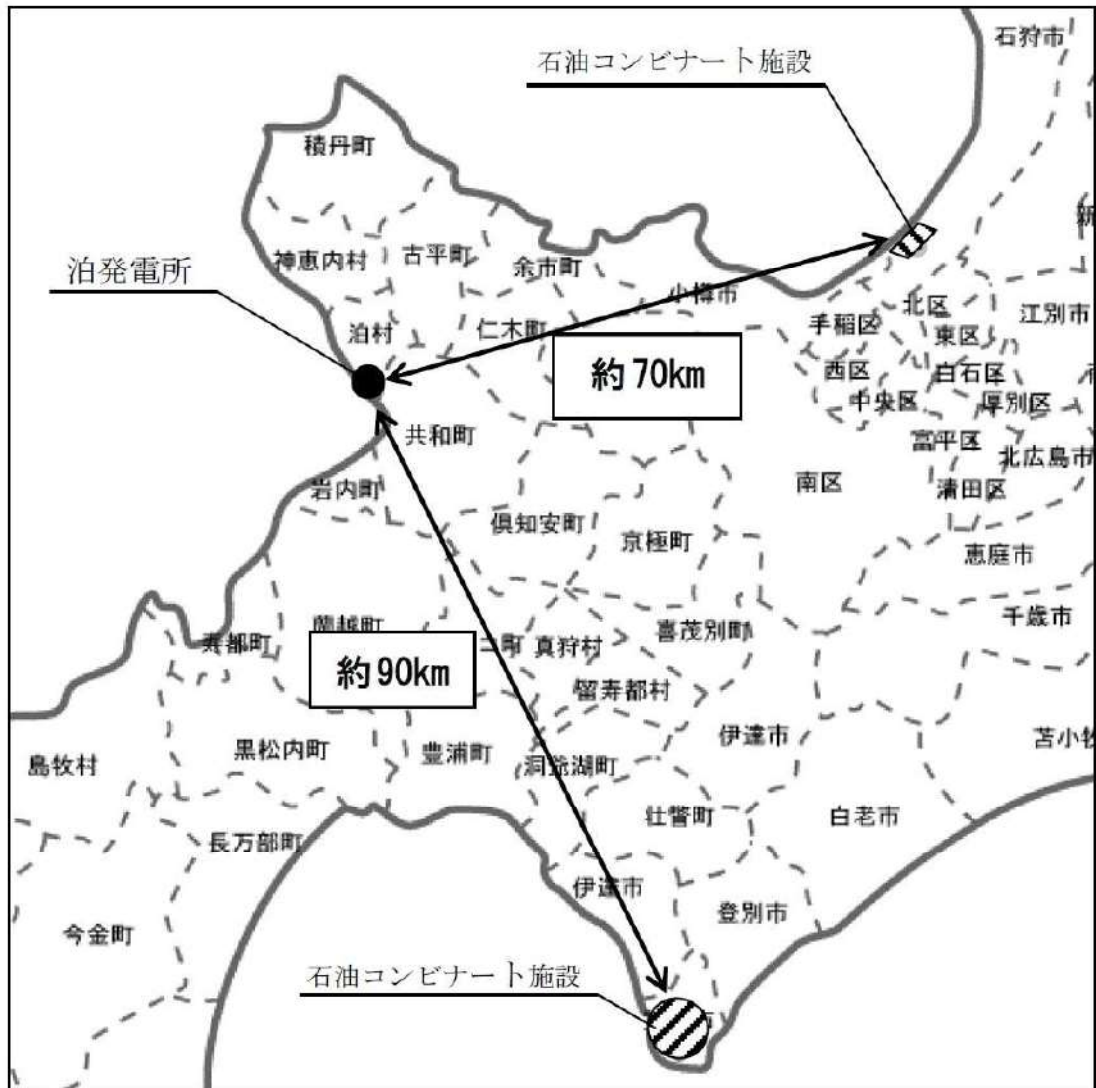 石狩市
石油コンビナート施設
積丹町
新
古平町
神恵内村
余市町
泊発電所
小樽市
北区
江別市
泊村
仁木町
手稲区
東区
約70km
西区
白石区
中央区
厚別区
共和町
富平区
北広島市
岩内町
南区
清田区
倶知安町
京極町
恵庭市
千歳市
蘭越町
寿都町
コ町
真狩村
喜茂別町
約90km
留寿都村
伊達市
苫小牧
黒松内町
豊浦町
洞爺湖町
島牧村
壮瞥町
白老市
長万部町
伊達市
登別市
今金町
石油コンビナート施設